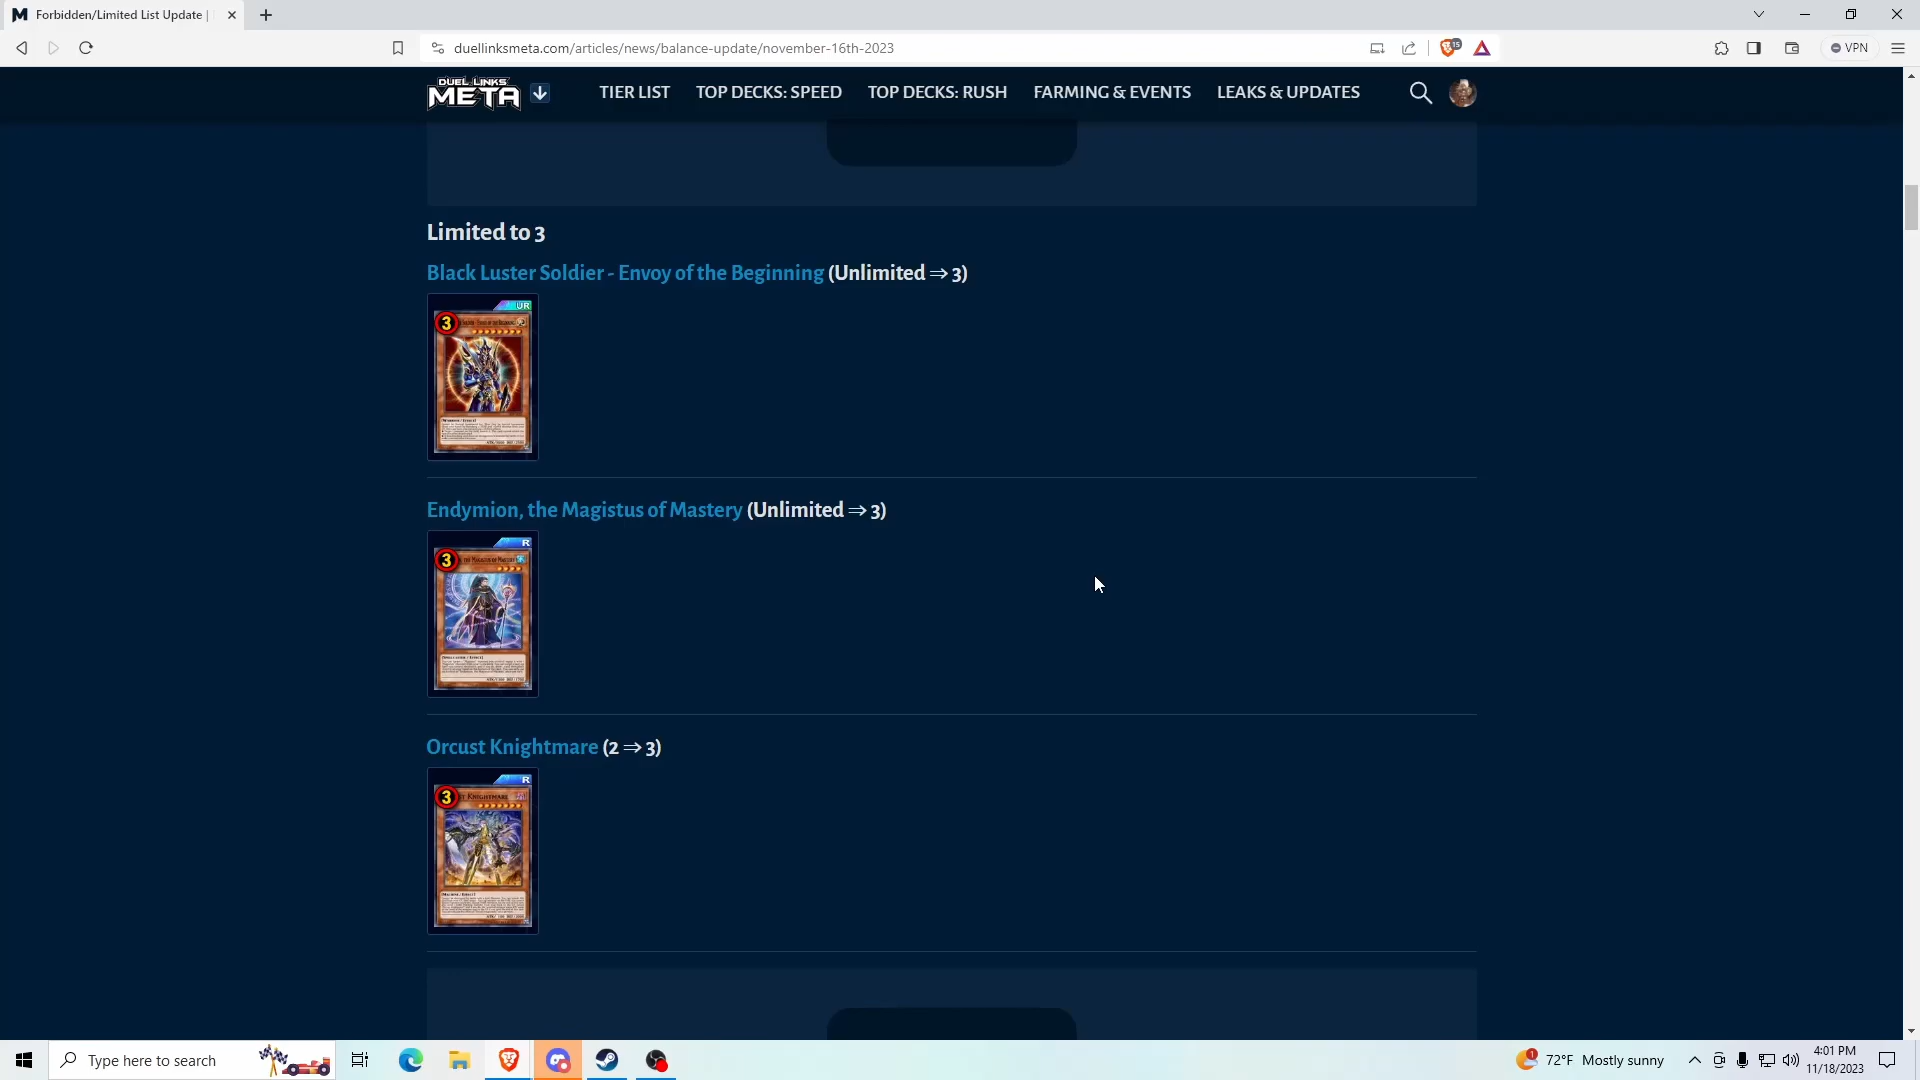 Forbidden/Limited List Update |
duellinksmeta.com/articles/news/balance-update/november-16th-2023
15
VPN
DUEL LINKS
META
TIER LIST
TOP DECKS: SPEED
TOP DECKS: RUSH
FARMING & EVENTS
LEAKS & UPDATES
Limited to 3
Black Luster Soldier - Envoy of the Beginning (Unlimited ⇒ 3)
UR
3
Endymion, the Magistus of Mastery (Unlimited ⇒ 3)
R
3
Orcust Knightmare (2 ⇒ 3)
R
3
Type here to search
1
72°F Mostly sunny
4:01 PM
11/18/2023